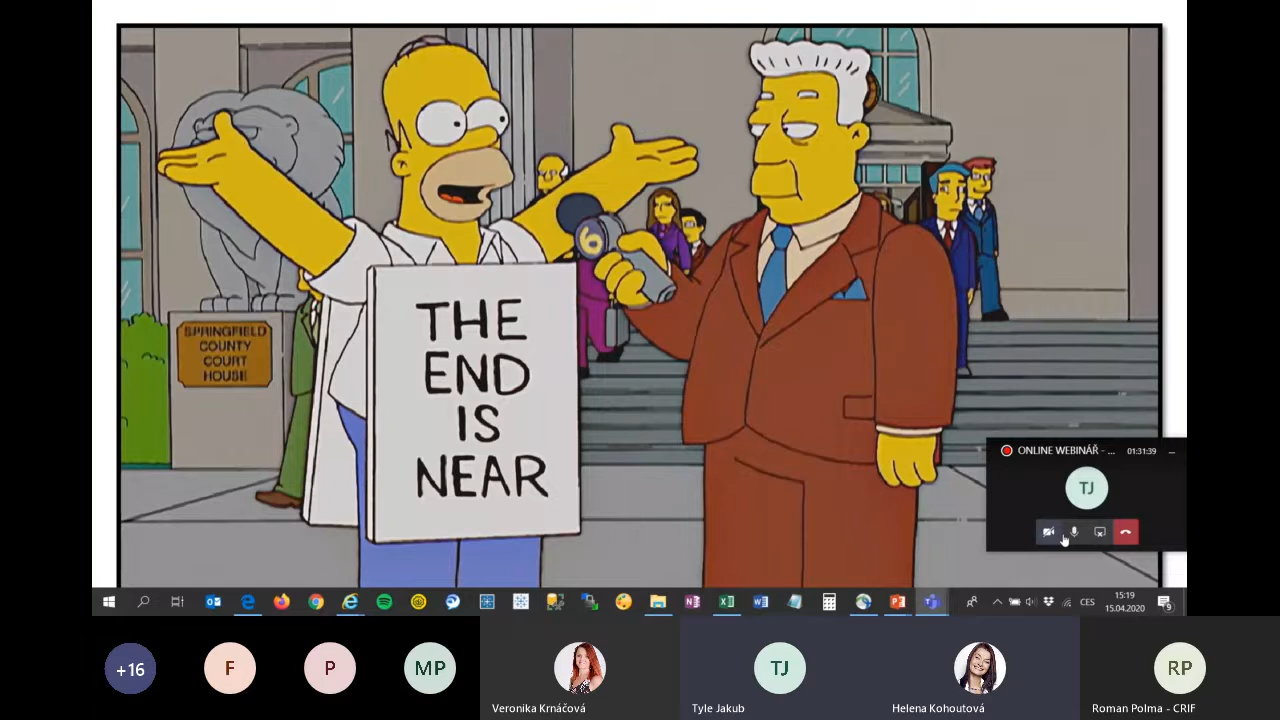 6
SPRINGFIELD
COUNTY
COURT
HOUSE
THE
END
IS
NEAR
ONLINE WEBINÁŘ - ...
01:31:39
TJ
CES
15:19
15.04.2020
9
+16
F
P
MP
TJ
RP
Veronika Krnáčová
Tyle Jakub
Helena Kohoutová
Roman Polma - CRIF